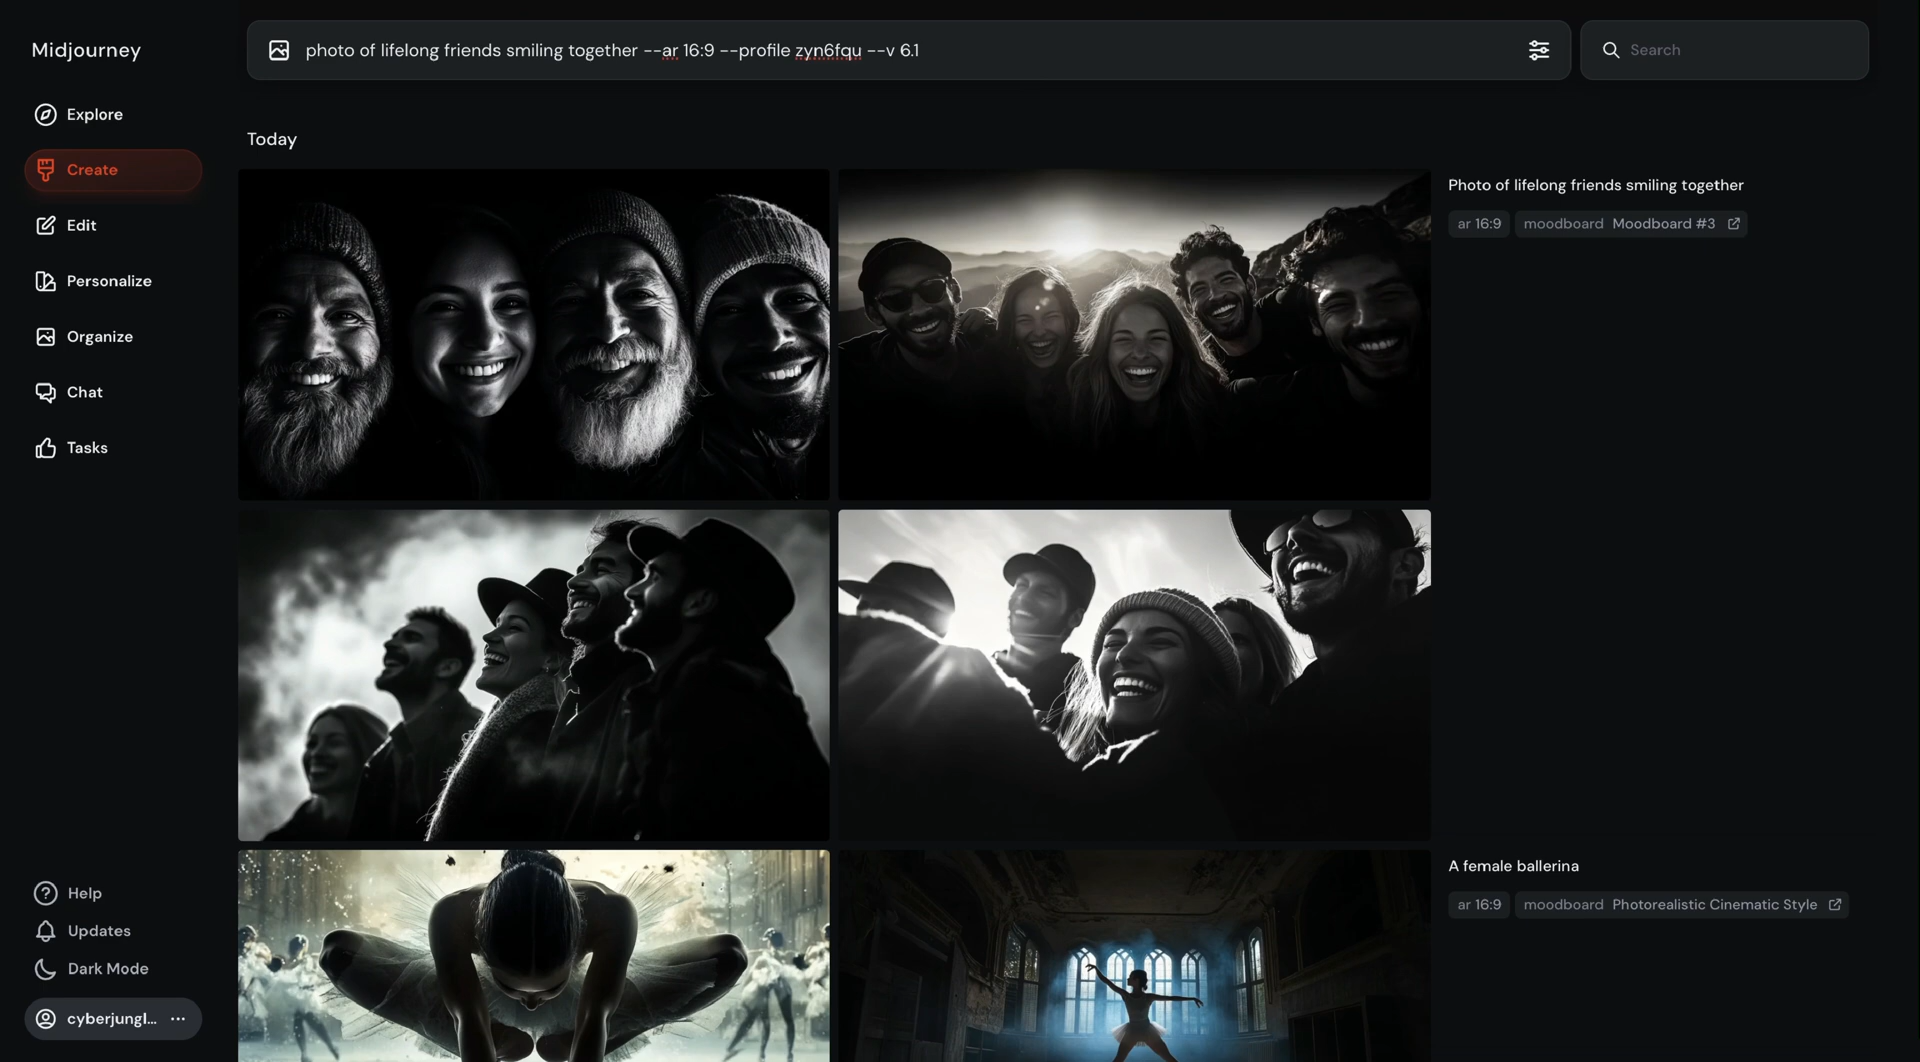 Midjourney
photo of lifelong friends smiling together --ar 16:9 --profile zyn6fqu --v 6.1
Search
Explore
Create
Edit
Personalize
Organize
Chat
Tasks
Help
Updates
Dark Mode
cyberjungl... ...
Today
Photo of lifelong friends smiling together
ar 16:9 moodboard Moodboard #3
A female ballerina
ar 16:9 moodboard Photorealistic Cinematic Style